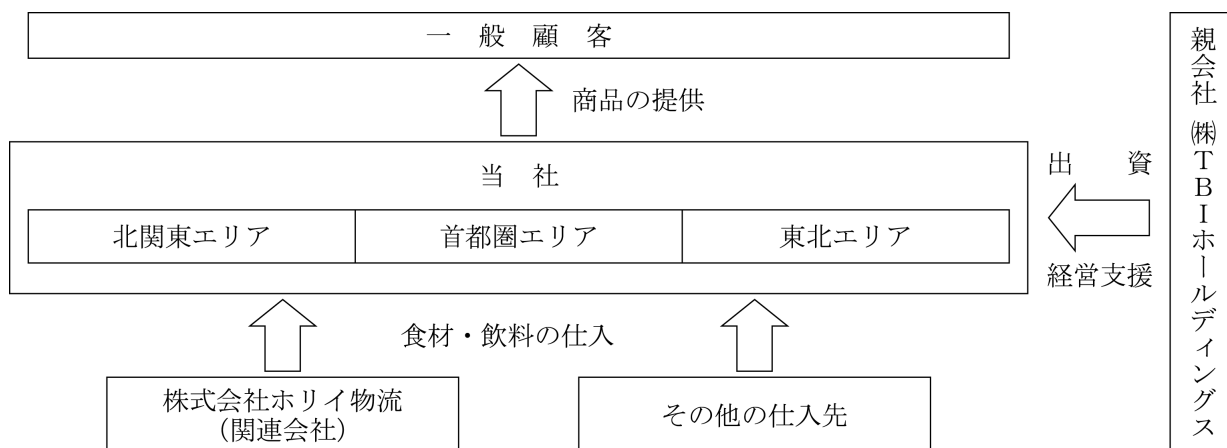 一般顧客
商品の提供
当社
北関東エリア
首都圏エリア
東北エリア
出資
経営支援
親会社 ㈱TBIホールディングス
食材・飲料の仕入
株式会社ホリイ物流
(関連会社)
その他の仕入先